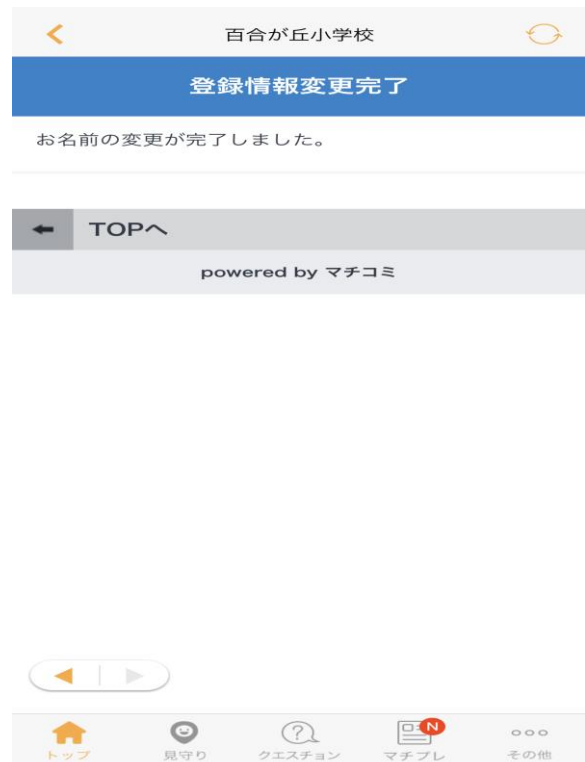 百合が丘小学校
登録情報変更完了
お名前の変更が完了しました。
TOPへ
powered by マチコミ
N
トップ
見守り
クエスチョン
マチプレ
その他